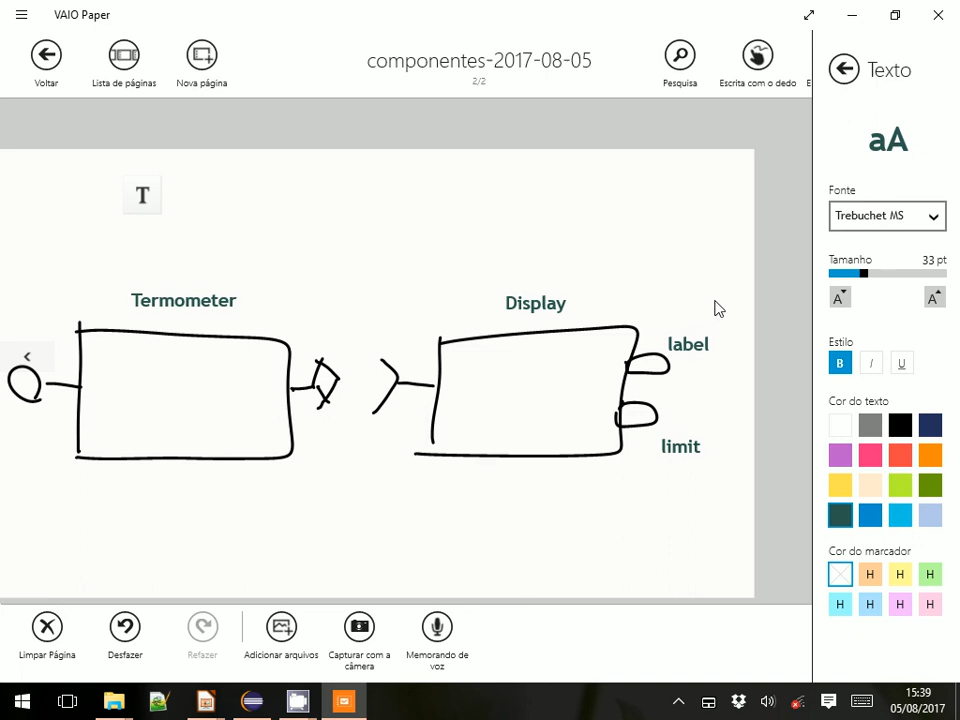 VAIO Paper
Voltar
Lista de páginas
Nova página
componentes-2017-08-05
2/2
Pesquisa
Escrita com o dedo
E
Texto
aA
T
Fonte
Trebuchet MS
Tamanho 33 pt
A A
Estilo
B I U
Cor do texto
Termometer
Display
label
limit
Cor do marcador
H H H
H H H H
Limpar Página
Desfazer
Refazer
Adicionar arquivos
Capturar com a
câmera
Memorando de
voz
15:39
05/08/2017